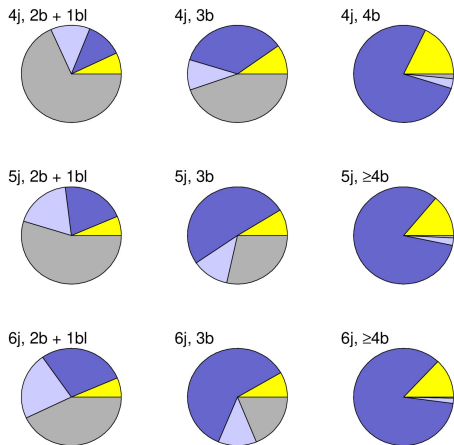 4j, 2b + 1bl
4j, 3b
4j, 4b
5j, 2b + 1bl
5j, 3b
5j, ≥4b
6j, 2b + 1bl
6j, 3b
6j, ≥4b